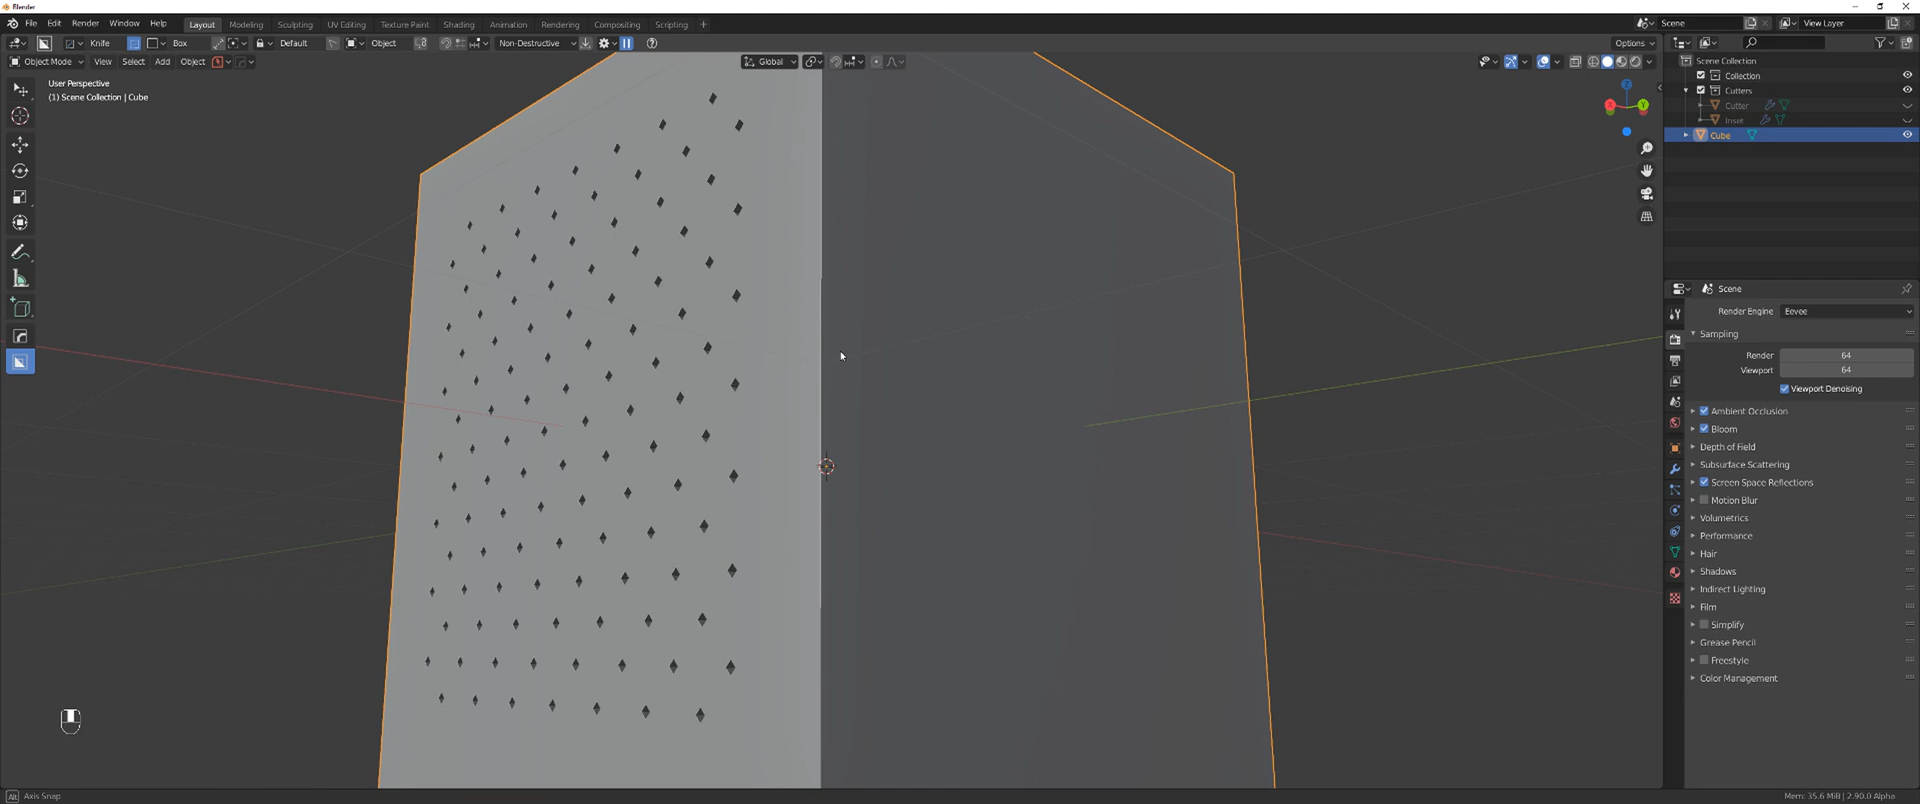 Blender
File Edit Render Window Help Layout Modeling Sculpting UV Editing Texture Paint Shading Animation Rendering Compositing Scripting + Scene View Layer
Knife Box Default Object Non-Destructive Options
Object Mode View Select Add Object Global
User Perspective
(1) Scene Collection | Cube
X Y Z
Scene Collection
Collection
Cutters
Cutter
Inset
Cube
Scene
Render Engine Eevee
Sampling
Render 64
Viewport 64
Viewport Denoising
Ambient Occlusion
Bloom
Depth of Field
Subsurface Scattering
Screen Space Reflections
Motion Blur
Volumetrics
Performance
Hair
Shadows
Indirect Lighting
Film
Simplify
Grease Pencil
Freestyle
Color Management
Alt Axis Snap
Mem: 35.6 MiB | 2.90.0 Alpha